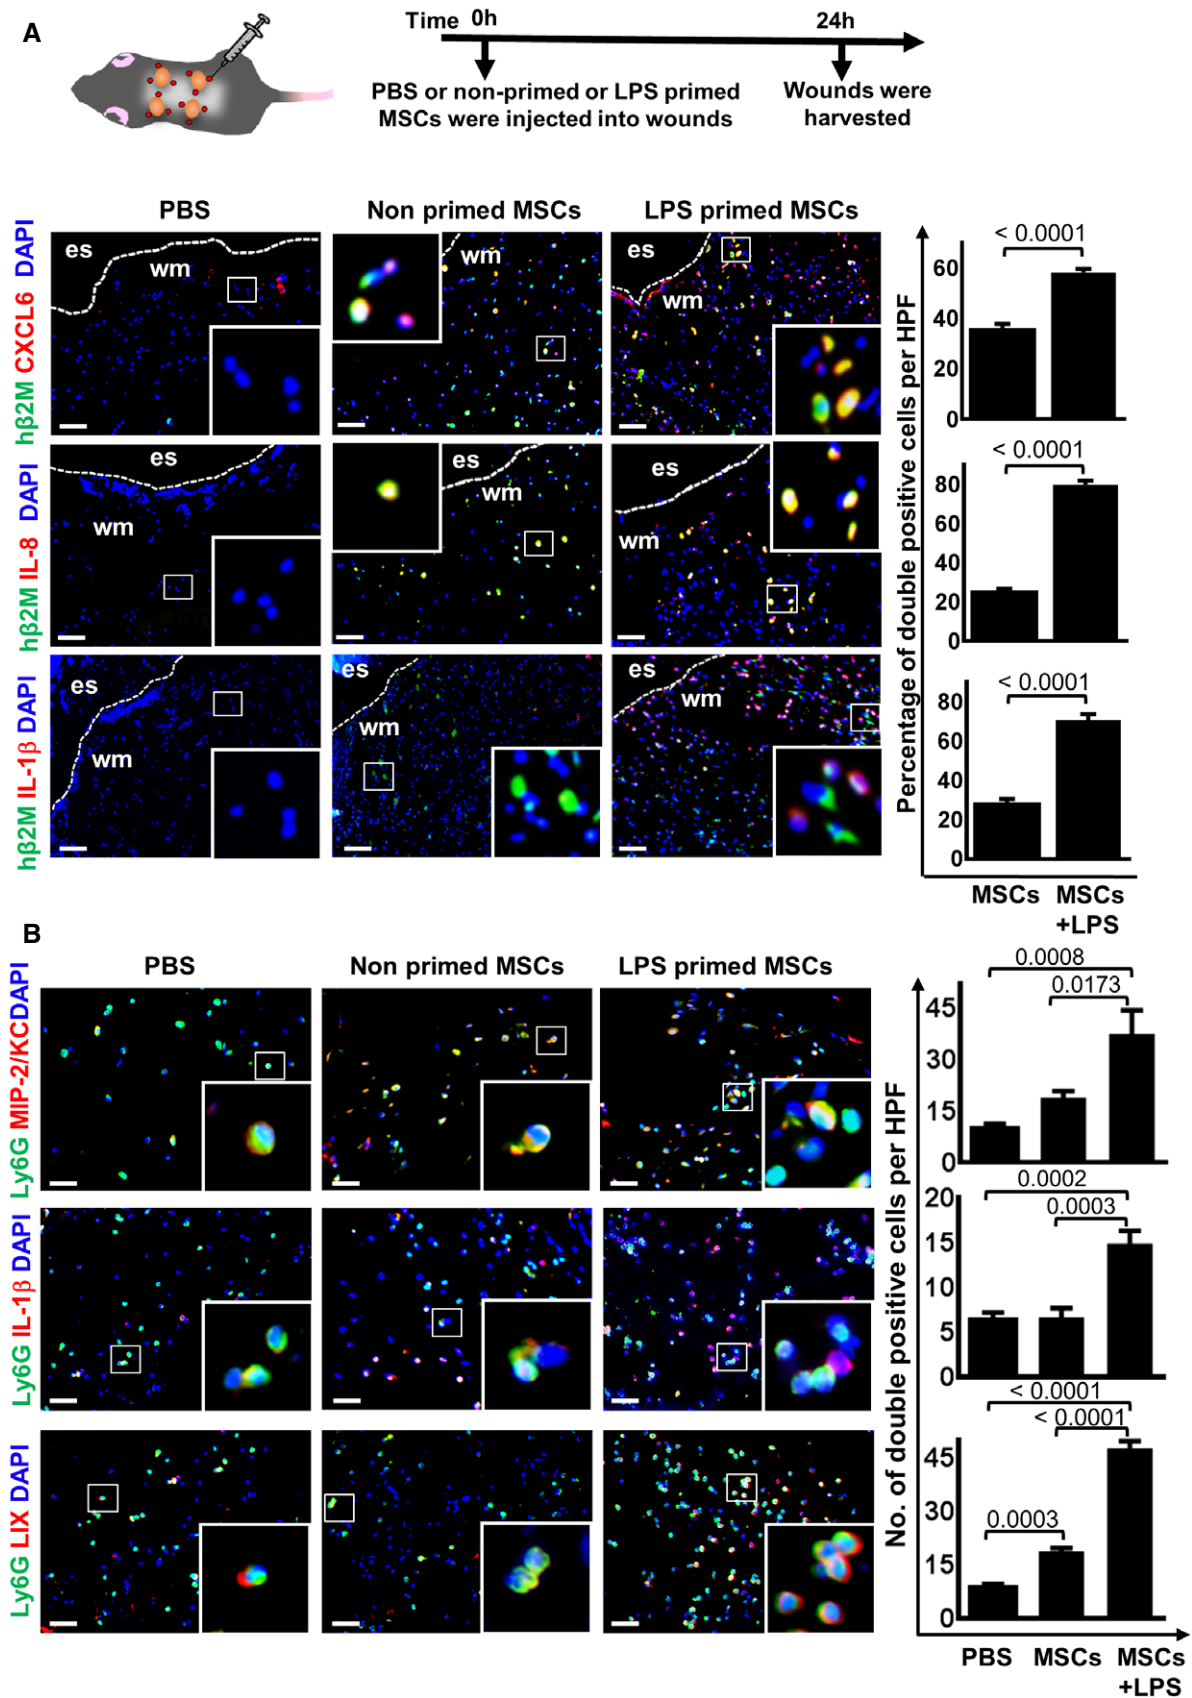 A
Time 0h 24h
PBS or non-primed or LPS primed
MSCs were injected into wounds
Wounds were
harvested
PBS
Non primed MSCs
LPS primed MSCs
hβ2M CXCL6 DAPI
es
wm
wm
es
wm
< 0.0001
60
40
20
0
hβ2M IL-8 DAPI
es
wm
es
wm
es
wm
< 0.0001
80
60
40
20
0
hβ2M IL-1β DAPI
es
wm
es
wm
es
wm
< 0.0001
80
60
40
20
0
Percentage of double positive cells per HPF
MSCs
MSCs
+LPS
B
PBS
Non primed MSCs
LPS primed MSCs
Ly6G MIP-2/KCDAPI
0.0008
0.0173
45
30
15
0
Ly6G IL-1β DAPI
0.0002
0.0003
20
15
10
5
0
Ly6G LIX DAPI
< 0.0001
< 0.0001
0.0003
45
30
15
0
No. of double positive cells per HPF
PBS
MSCs
MSCs
+LPS